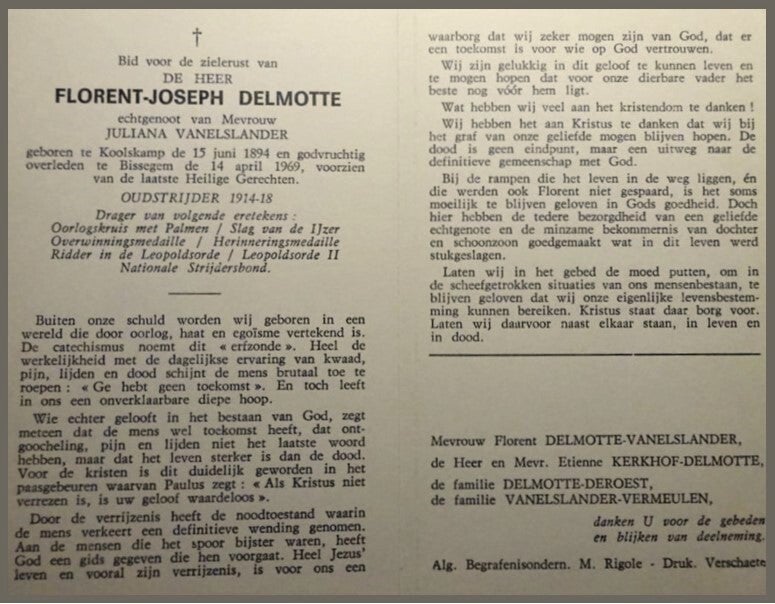 Bid voor de zielerust van
DE HEER
FLORENT-JOSEPH DELMOTTE
echtgenoot van Mevrouw
JULIANA VANELSLANDER
geboren te Koolskamp de 15 juni 1894 en godvruchtig
overleden te Bissegem de 14 april 1969, voorzien
van de laatste Heilige Gerechten.
OUDSTRIJDER 1914-18
Drager van volgende eretekens :
Oorlogskruis met Palmen / Slag van de IJzer
Overwinningsmedaille / Herinneringsmedaille
Ridder in de Leopoldsorde / Leopoldsorde II
Nationale Strijdersbond.
Buiten onze schuld worden wij geboren in een
wereld die door oorlog, haat en egoïsme vertekend is.
De catechismus noemt dit « erfzonde ». Heel de
werkelijkheid met de dagelijkse ervaring van kwaad,
pijn, lijden en dood schijnt de mens brutaal toe te
roepen : « Ge hebt geen toekomst ». En toch leeft
in ons een onverklaarbare diepe hoop.
Wie echter gelooft in het bestaan van God, zegt
meteen dat de mens wel toekomst heeft, dat ont-
goocheling, pijn en lijden niet het laatste woord
hebben, maar dat het leven sterker is dan de dood.
Voor de kristen is dit duidelijk geworden in het
paasgebeuren waarvan Paulus zegt : « Als Kristus niet
verrezen is, is uw geloof waardeloos ».
Door de verrijzenis heeft de noodtoestand waarin
de mens verkeert een definitieve wending genomen.
Aan de mensen die het spoor bijster waren, heeft
God een gids gegeven die hen voorgaat. Heel Jezus'
leven en vooral zijn verrijzenis, is voor ons een
waarborg dat wij zeker mogen zijn van God, dat er
een toekomst is voor wie op God vertrouwen.
Wij zijn gelukkig in dit geloof te kunnen leven en
te mogen hopen dat voor onze dierbare vader het
beste nog vóór hem ligt.
Wat hebben wij veel aan het kristendom te danken !
Wij hebben het aan Kristus te danken dat wij bij
het graf van onze geliefde mogen blijven hopen. De
dood is geen eindpunt, maar een uitweg naar de
definitieve gemeenschap met God.
Bij de rampen die het leven in de weg liggen, én
die werden ook Florent niet gespaard, is het soms
moeilijk te blijven geloven in Gods goedheid. Doch
hier hebben de tedere bezorgdheid van een geliefde
echtgenote en de minzame bekommernis van dochter
en schoonzoon goedgemaakt wat in dit leven werd
stukgeslagen.
Laten wij in het gebed de moed putten, om in
de scheefgetrokken situaties van ons mensenbestaan, te
blijven geloven dat wij onze eigenlijke levensbestem-
ming kunnen bereiken. Kristus staat daar borg voor.
Laten wij daarvoor naast elkaar staan, in leven en
in dood.
Mevrouw Florent DELMOTTE-VANELSLANDER,
de Heer en Mevr. Etienne KERKHOF-DELMOTTE,
de familie DELMOTTE-DEROEST,
de familie VANELSLANDER-VERMEULEN,
danken U voor de gebeden
en blijken van deelneming.
Alg. Begrafenisondern. M. Rigole - Druk. Verschaete